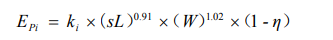 E_{Pi} = k_i × (sL)^{0.91} × (W)^{1.02} × (1 - η)